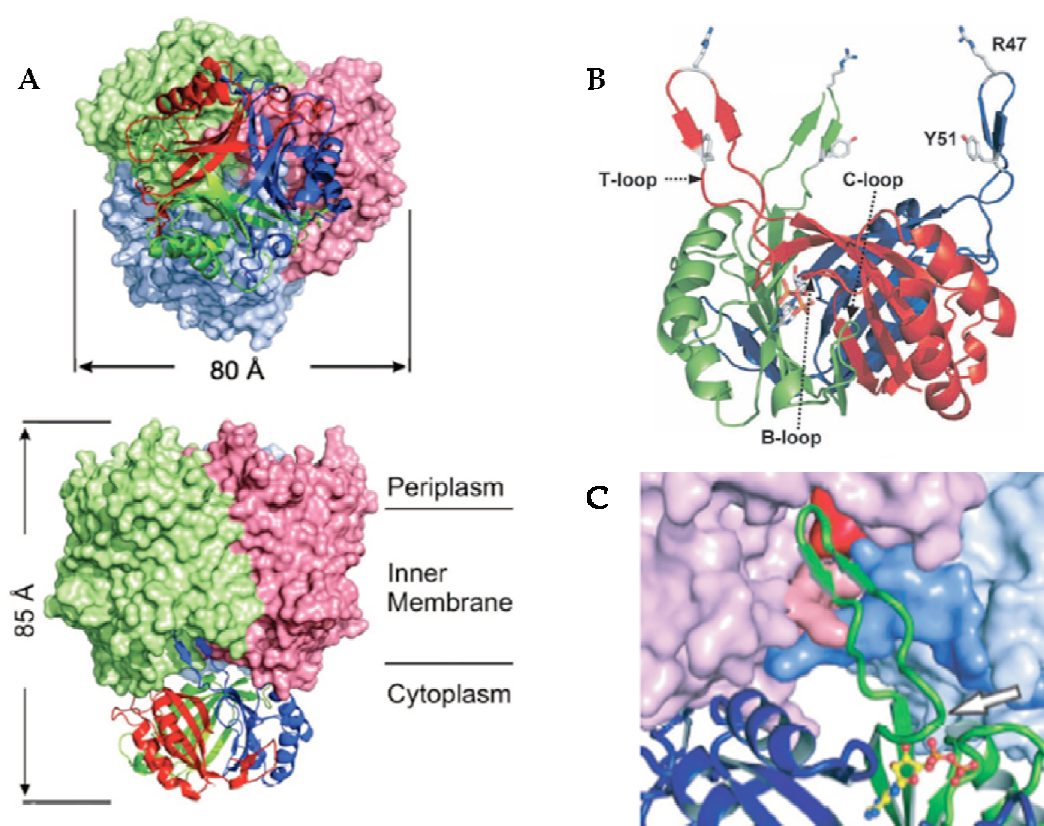 A
80 Å
85 Å
Periplasm
Inner
Membrane
Cytoplasm
B
R47
Y51
T-loop
C-loop
B-loop
C